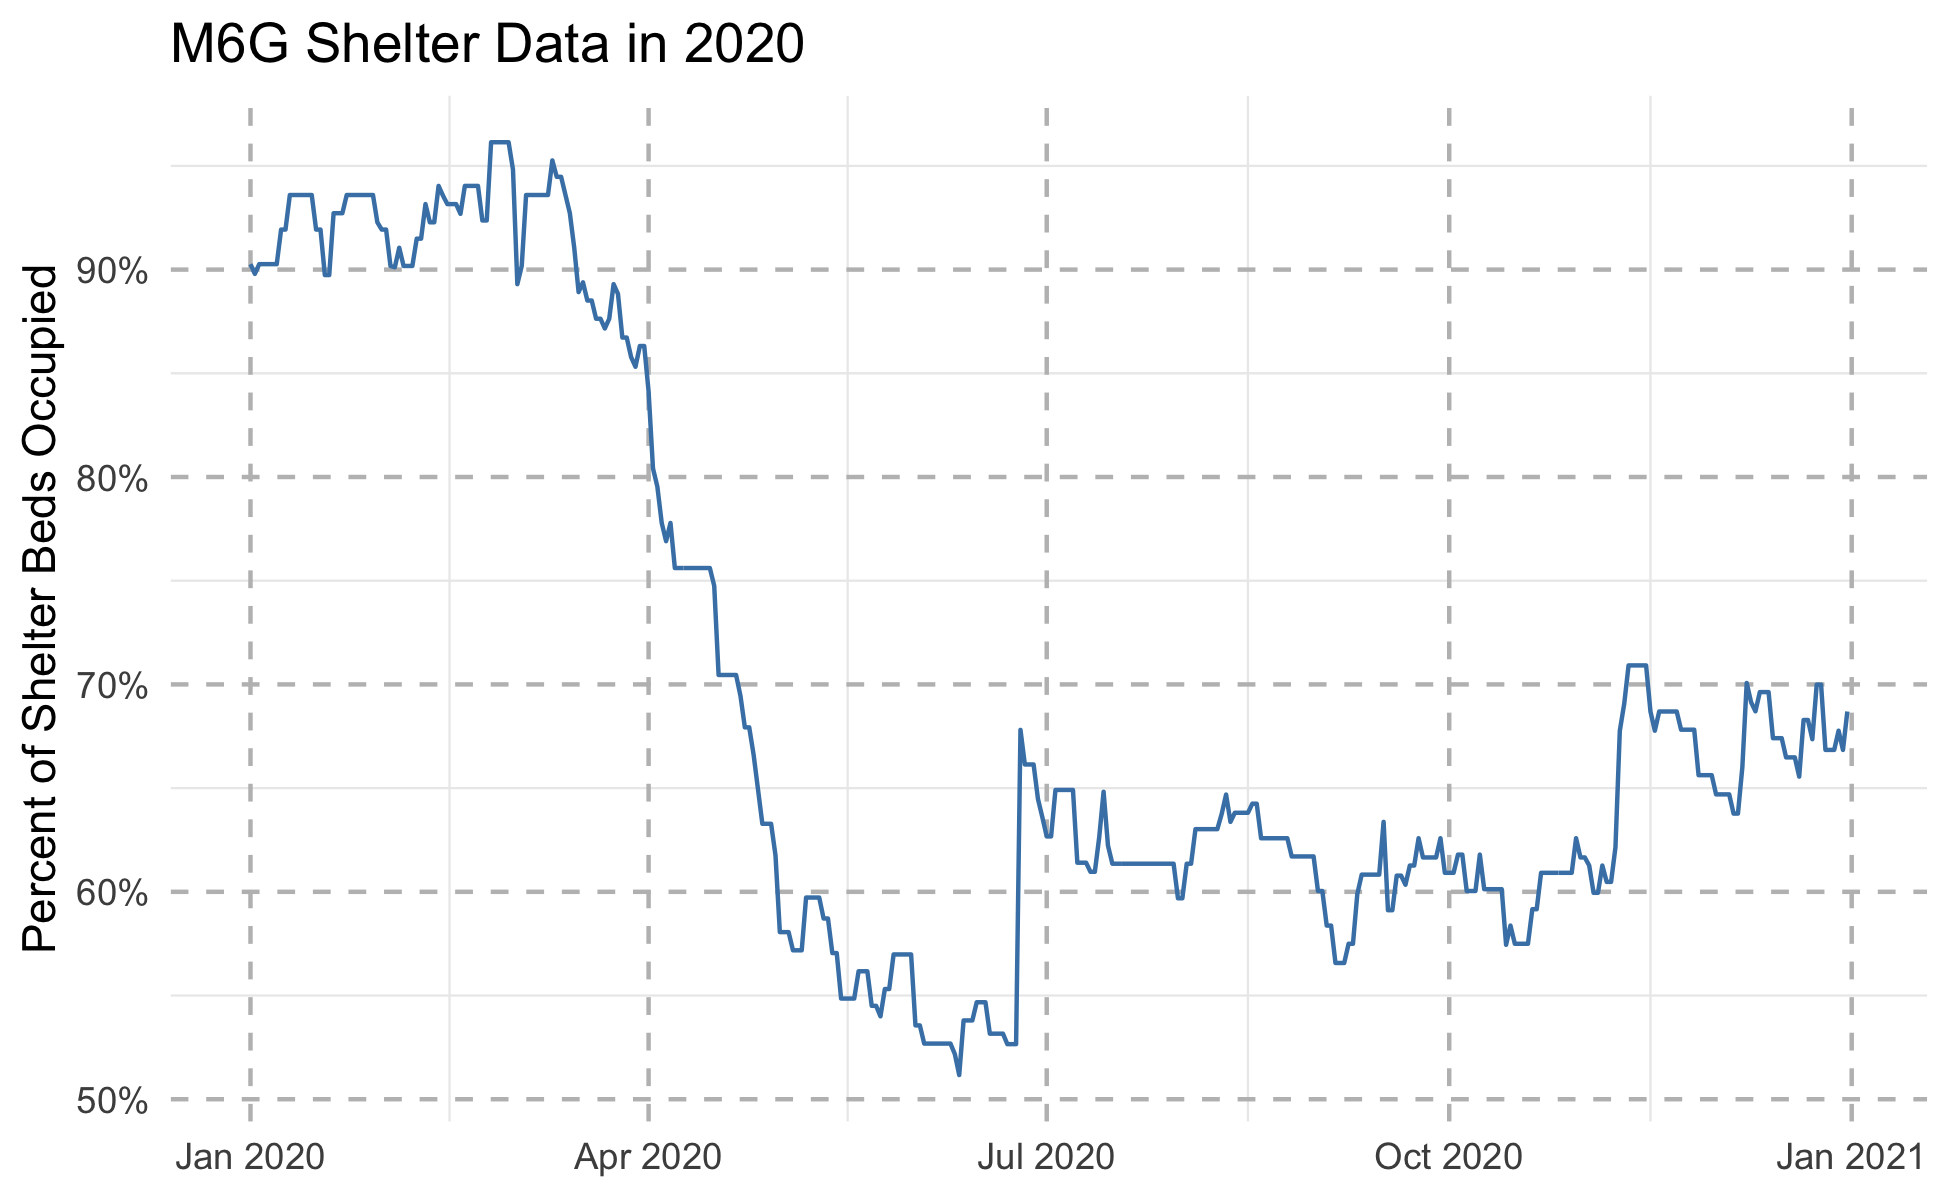 M6G Shelter Data in 2020
Percent of Shelter Beds Occupied
90%
80%
70%
60%
50%
Jan 2020
Apr 2020
Jul 2020
Oct 2020
Jan 2021